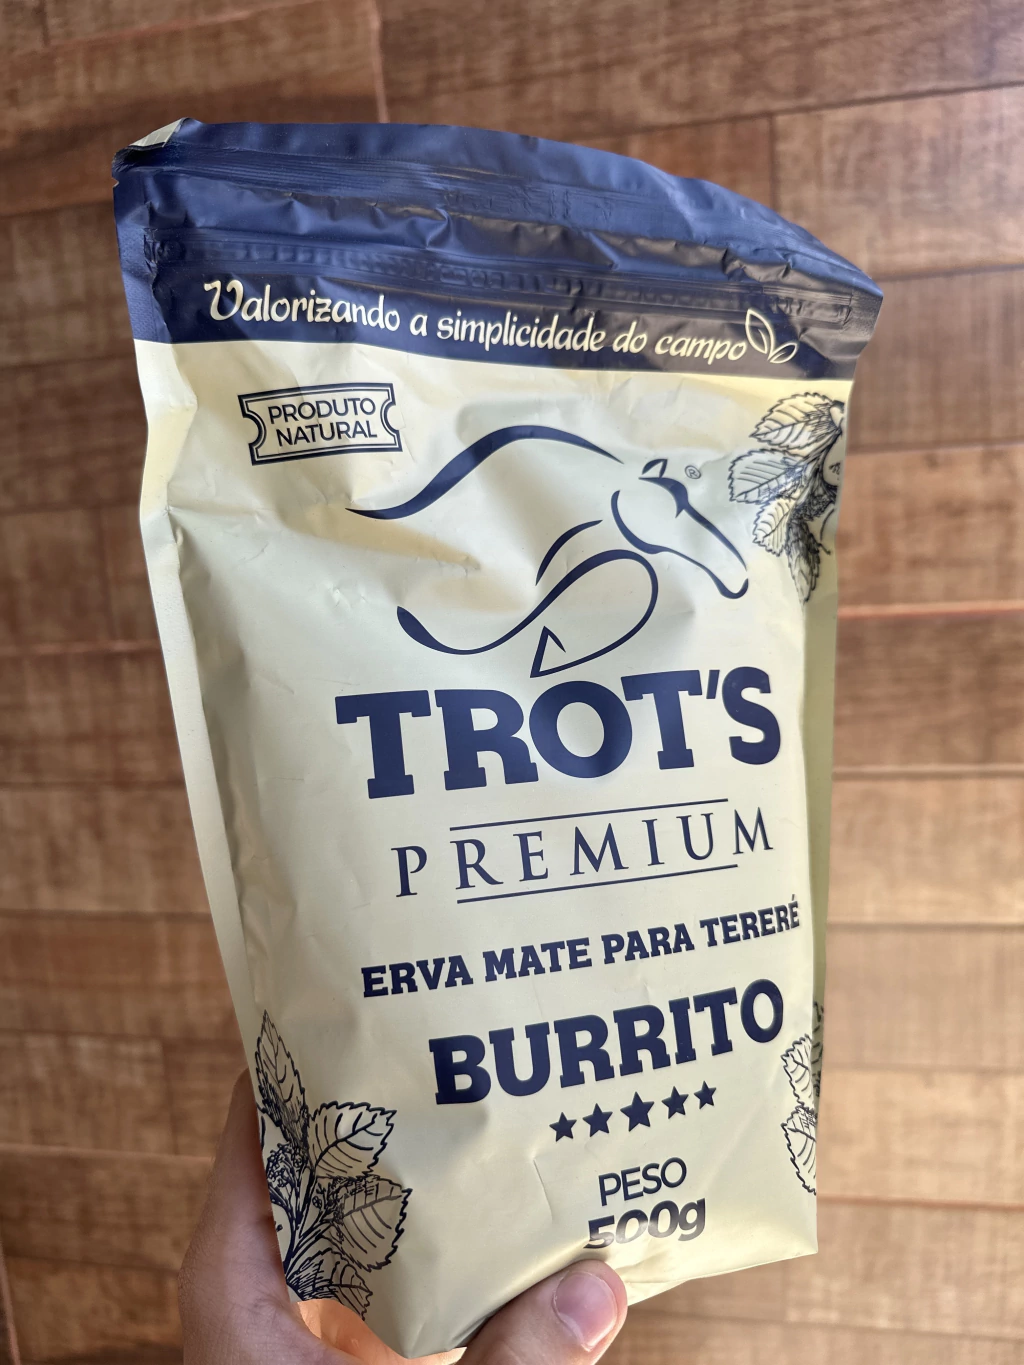 Valorizando a simplicidade do campo
PRODUTO
NATURAL
®
TROT'S
PREMIUM
ERVA MATE PARA TERERÉ
BURRITO
PESO
500g